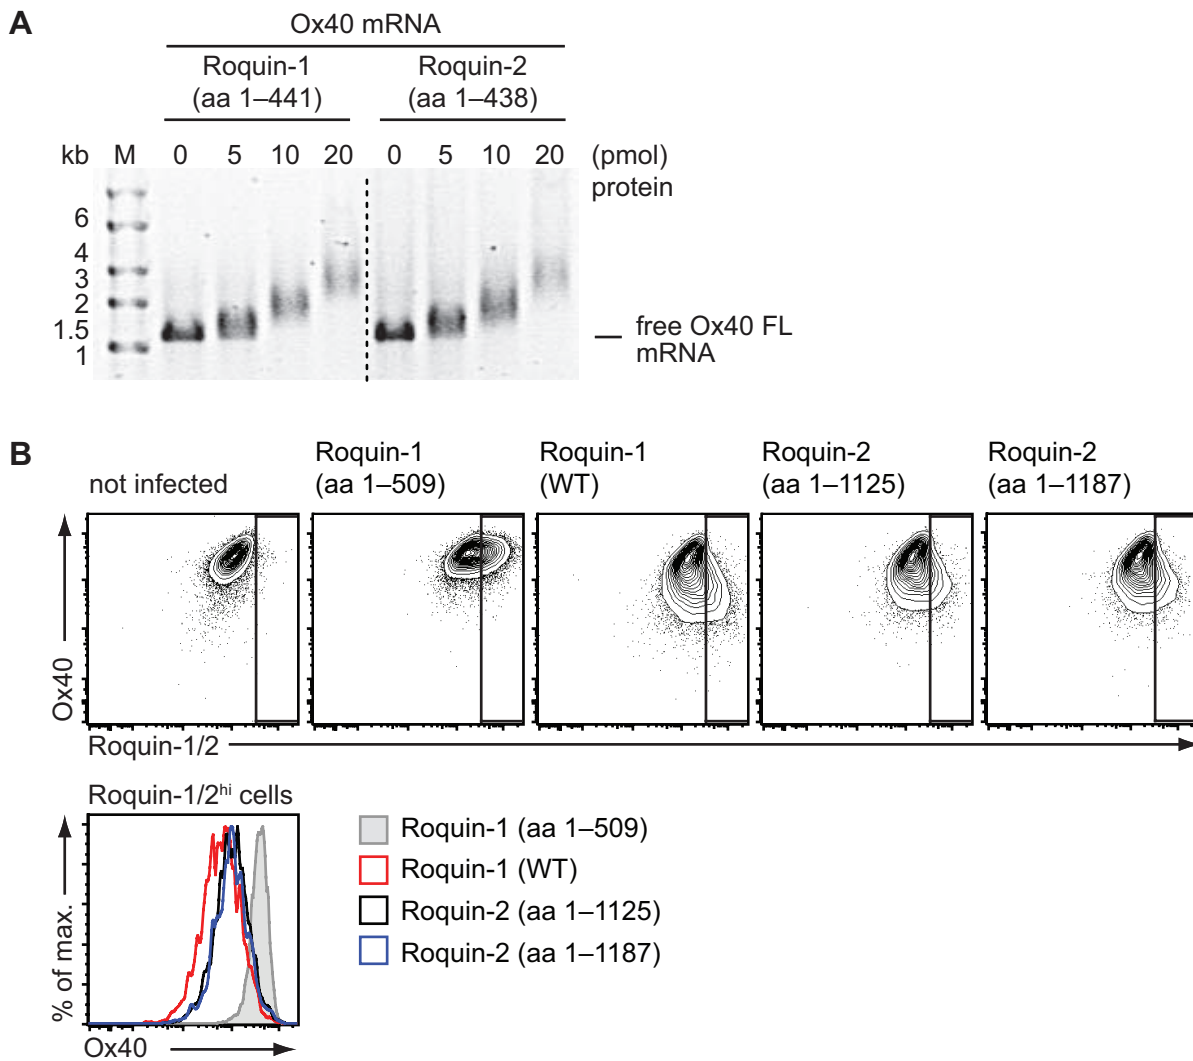 A
Ox40 mRNA
Roquin-1
(aa 1–441)
Roquin-2
(aa 1–438)
kb M 0 5 10 20 0 5 10 20 (pmol)
protein
6
4
3
2
1.5
1
free Ox40 FL
mRNA
B
not infected
Roquin-1
(aa 1–509)
Roquin-1
(WT)
Roquin-2
(aa 1–1125)
Roquin-2
(aa 1–1187)
Ox40
Roquin-1/2
Roquin-1/2hi cells
% of max.
Ox40
Roquin-1 (aa 1–509)
Roquin-1 (WT)
Roquin-2 (aa 1–1125)
Roquin-2 (aa 1–1187)